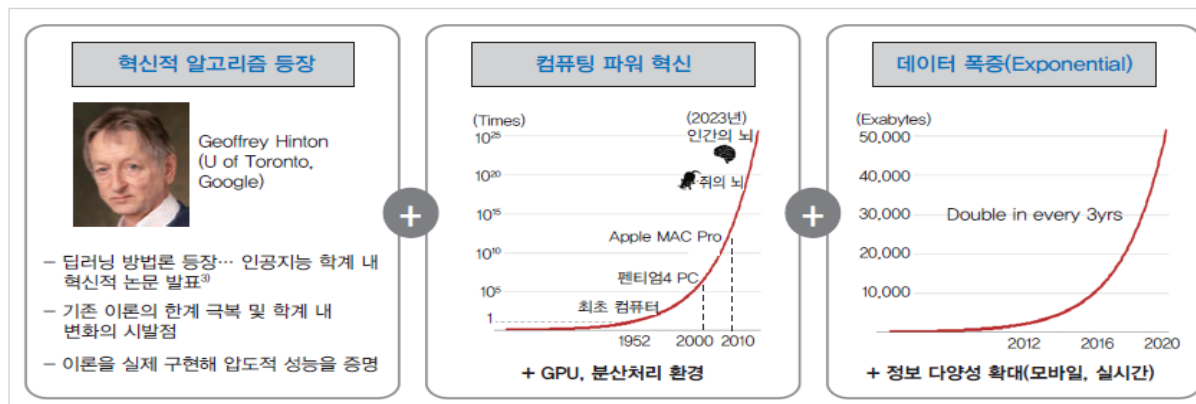 혁신적 알고리즘 등장
Geoffrey Hinton
(U of Toronto,
Google)
– 딥러닝 방법론 등장… 인공지능 학계 내
혁신적 논문 발표3)
– 기존 이론의 한계 극복 및 학계 내
변화의 시발점
– 이론을 실제 구현해 압도적 성능을 증명
+
컴퓨팅 파워 혁신
(Times)
10²⁵
10²⁰
10¹⁵
10¹⁰
10⁵
1
(2023년)
인간의 뇌
쥐의 뇌
Apple MAC Pro
펜티엄4 PC
최초 컴퓨터
1952 2000 2010
+ GPU, 분산처리 환경
+
데이터 폭증(Exponential)
(Exabytes)
50,000
40,000
30,000
20,000
10,000
Double in every 3yrs
2012 2016 2020
+ 정보 다양성 확대(모바일, 실시간)